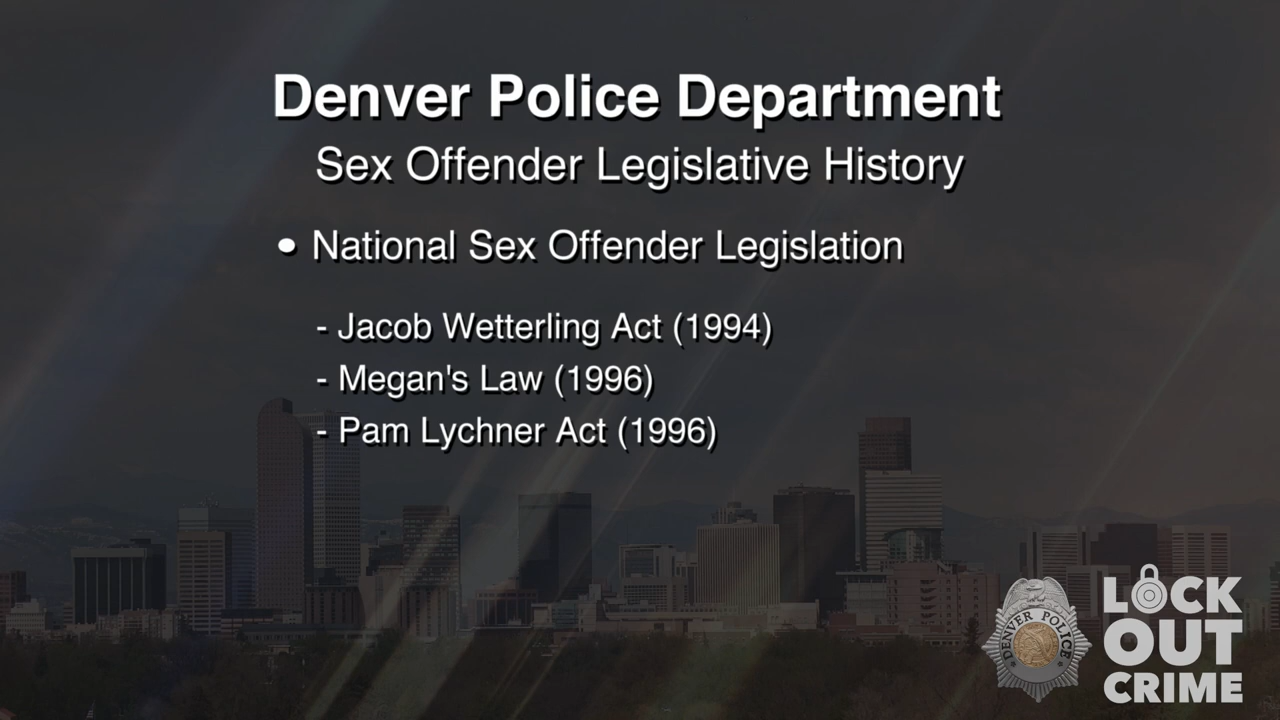 Denver Police Department
Sex Offender Legislative History
• National Sex Offender Legislation
- Jacob Wetterling Act (1994)
- Megan's Law (1996)
- Pam Lychner Act (1996)
DENVER POLICE
LOCK
OUT
CRIME